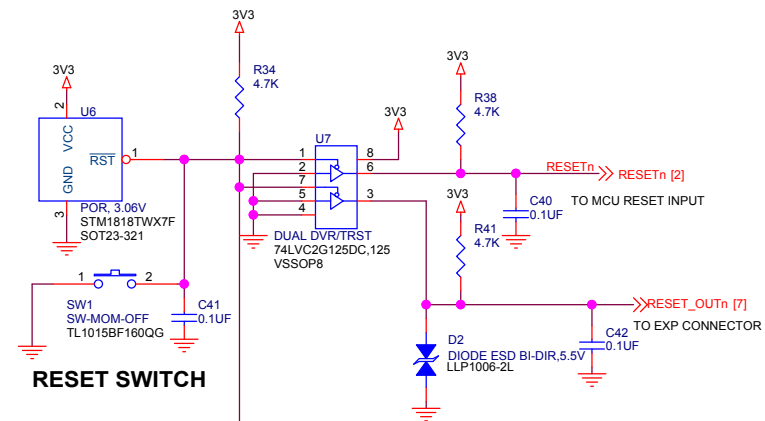 3V3
R34
4.7K
3V3
2
U6
VCC
RST
GND
1
3
POR, 3.06V
STM1818TWX7F
SOT23-321
3V3
U7
1
2
7
5
4
8
6
3
DUAL DVR/TRST
74LVC2G125DC,125
VSSOP8
3V3
R38
4.7K
RESETn
RESETn [2]
TO MCU RESET INPUT
C40
0.1UF
3V3
R41
4.7K
RESET_OUTn [7]
TO EXP CONNECTOR
C42
0.1UF
D2
DIODE ESD BI-DIR,5.5V
LLP1006-2L
1
2
SW1
SW-MOM-OFF
TL1015BF160QG
C41
0.1UF
RESET SWITCH